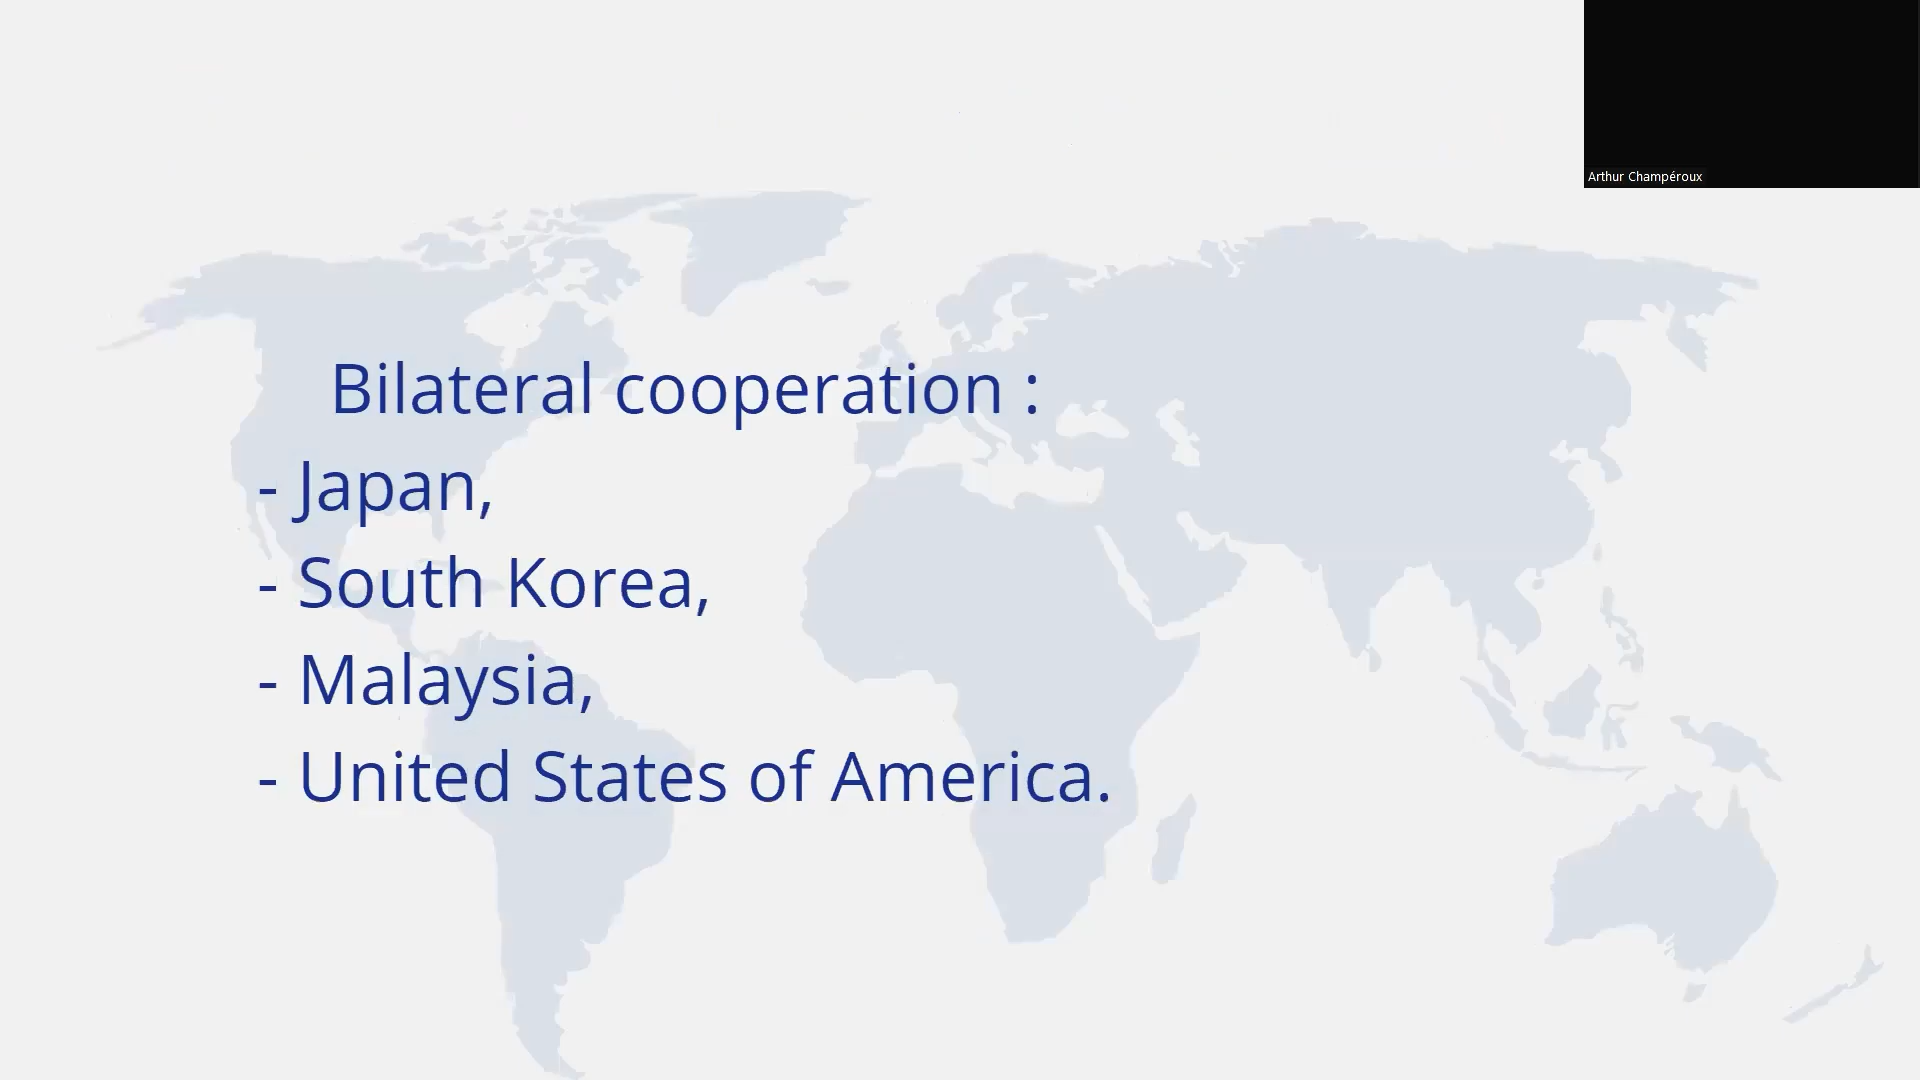 Arthur Champéroux
Bilateral cooperation :
- Japan,
- South Korea,
- Malaysia,
- United States of America.